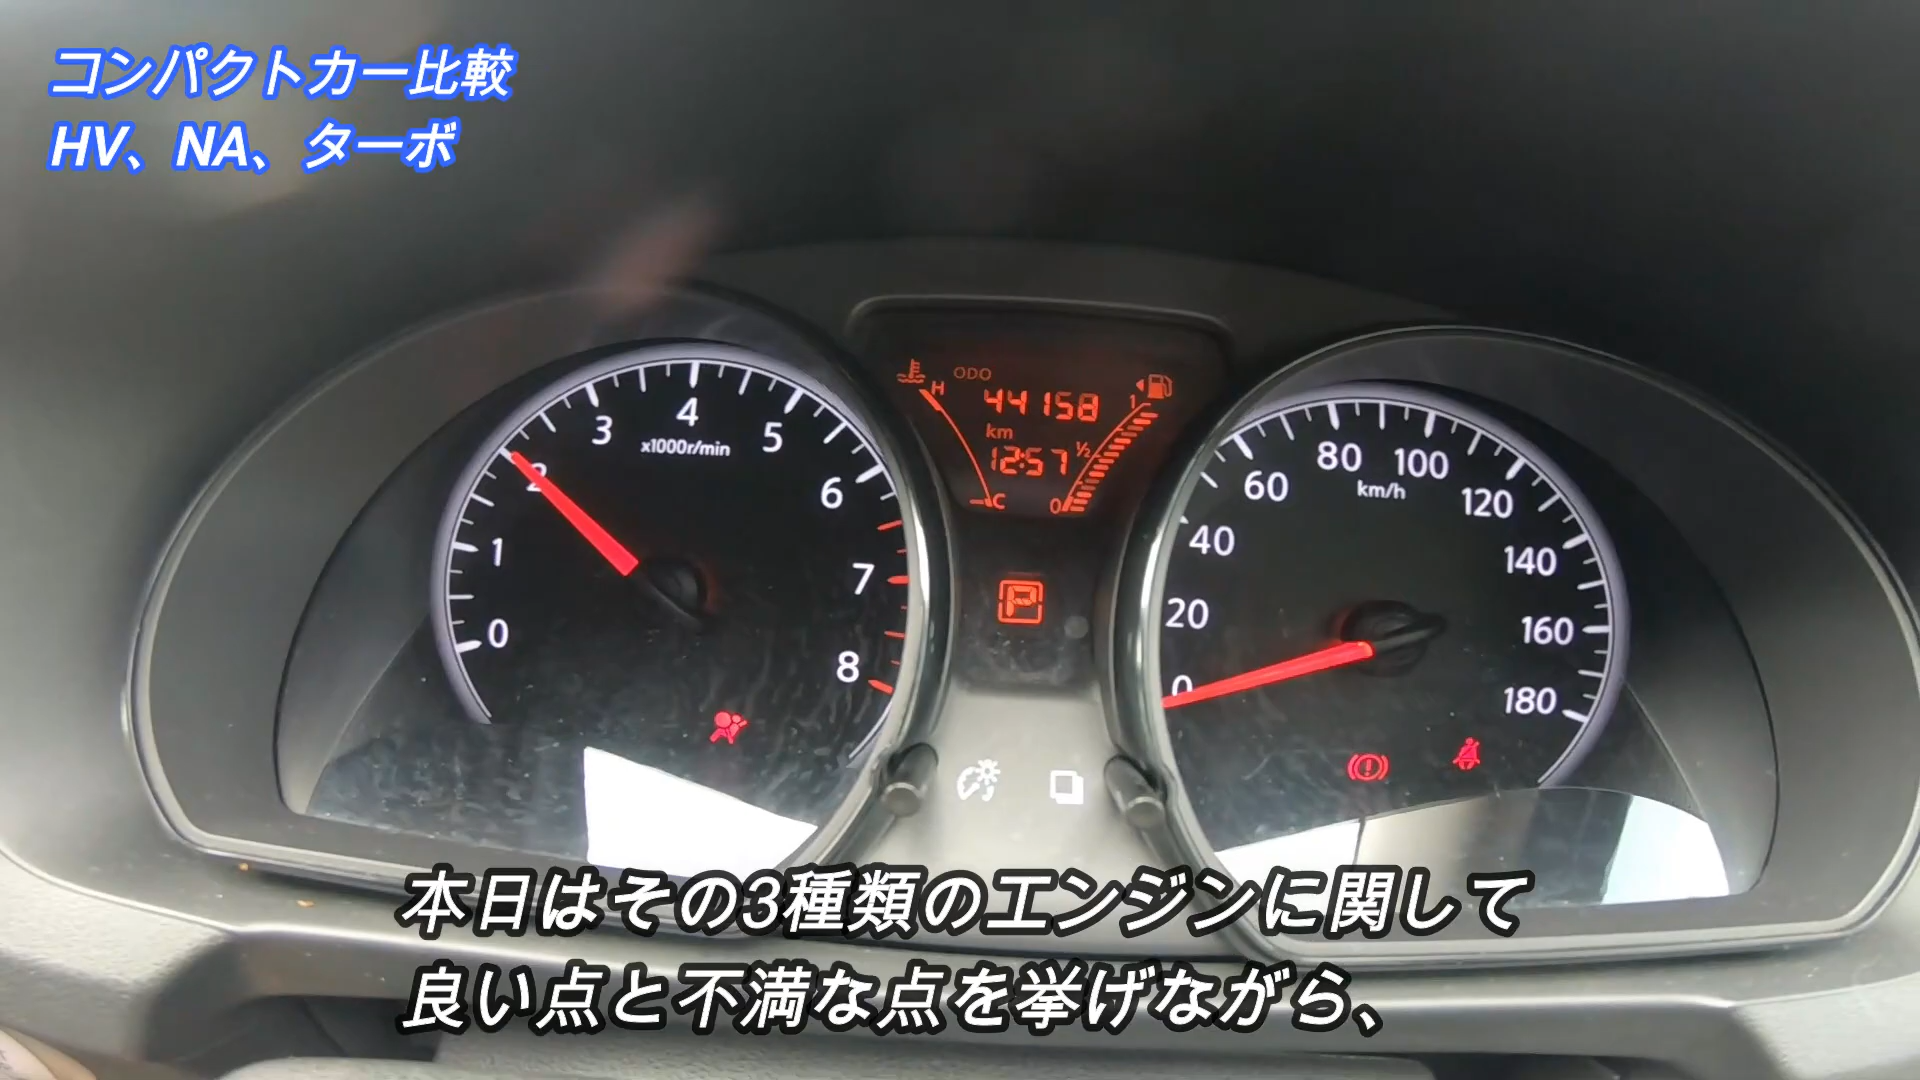 コンパクトカー比較
HV、NA、ターボ
ODO
H
44158
1
km
12:57
1/2
C
0
P
0
1
2
3
4
5
6
7
8
x1000r/min
0
20
40
60
80
100
120
140
160
180
km/h
本日はその3種類のエンジンに関して
良い点と不満な点を挙げながら、